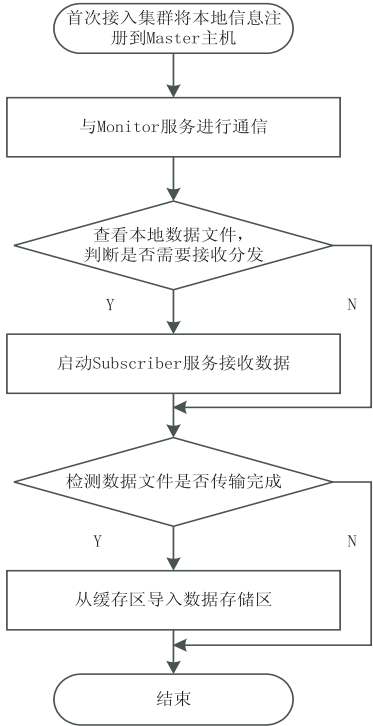 首次接入集群将本地信息注
册到Master主机
与Monitor服务进行通信
查看本地数据文件，
判断是否需要接收分发
Y
N
启动Subscriber服务接收数据
检测数据文件是否传输完成
Y
N
从缓存区导入数据存储区
结束